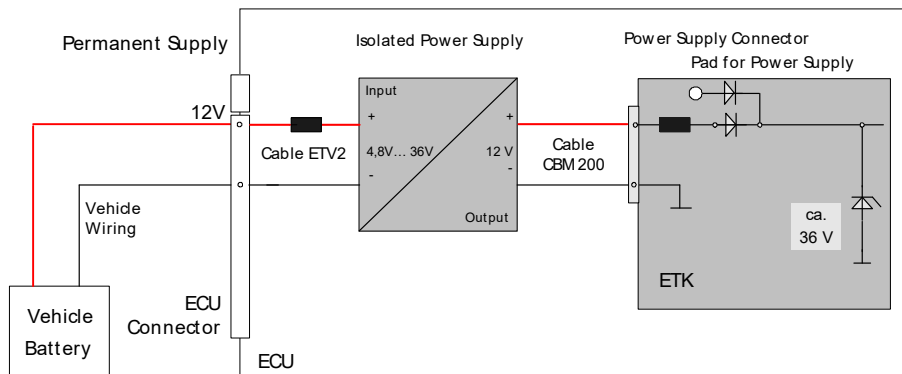 Permanent Supply
Isolated Power Supply
Power Supply Connector
Pad for Power Supply
12V
Input
+
+
Cable ETV2
4,8V... 36V
12 V
-
-
Output
Cable
CBM 200
Vehicle
Wiring
ca.
36 V
ETK
ECU
Connector
Vehicle
Battery
ECU